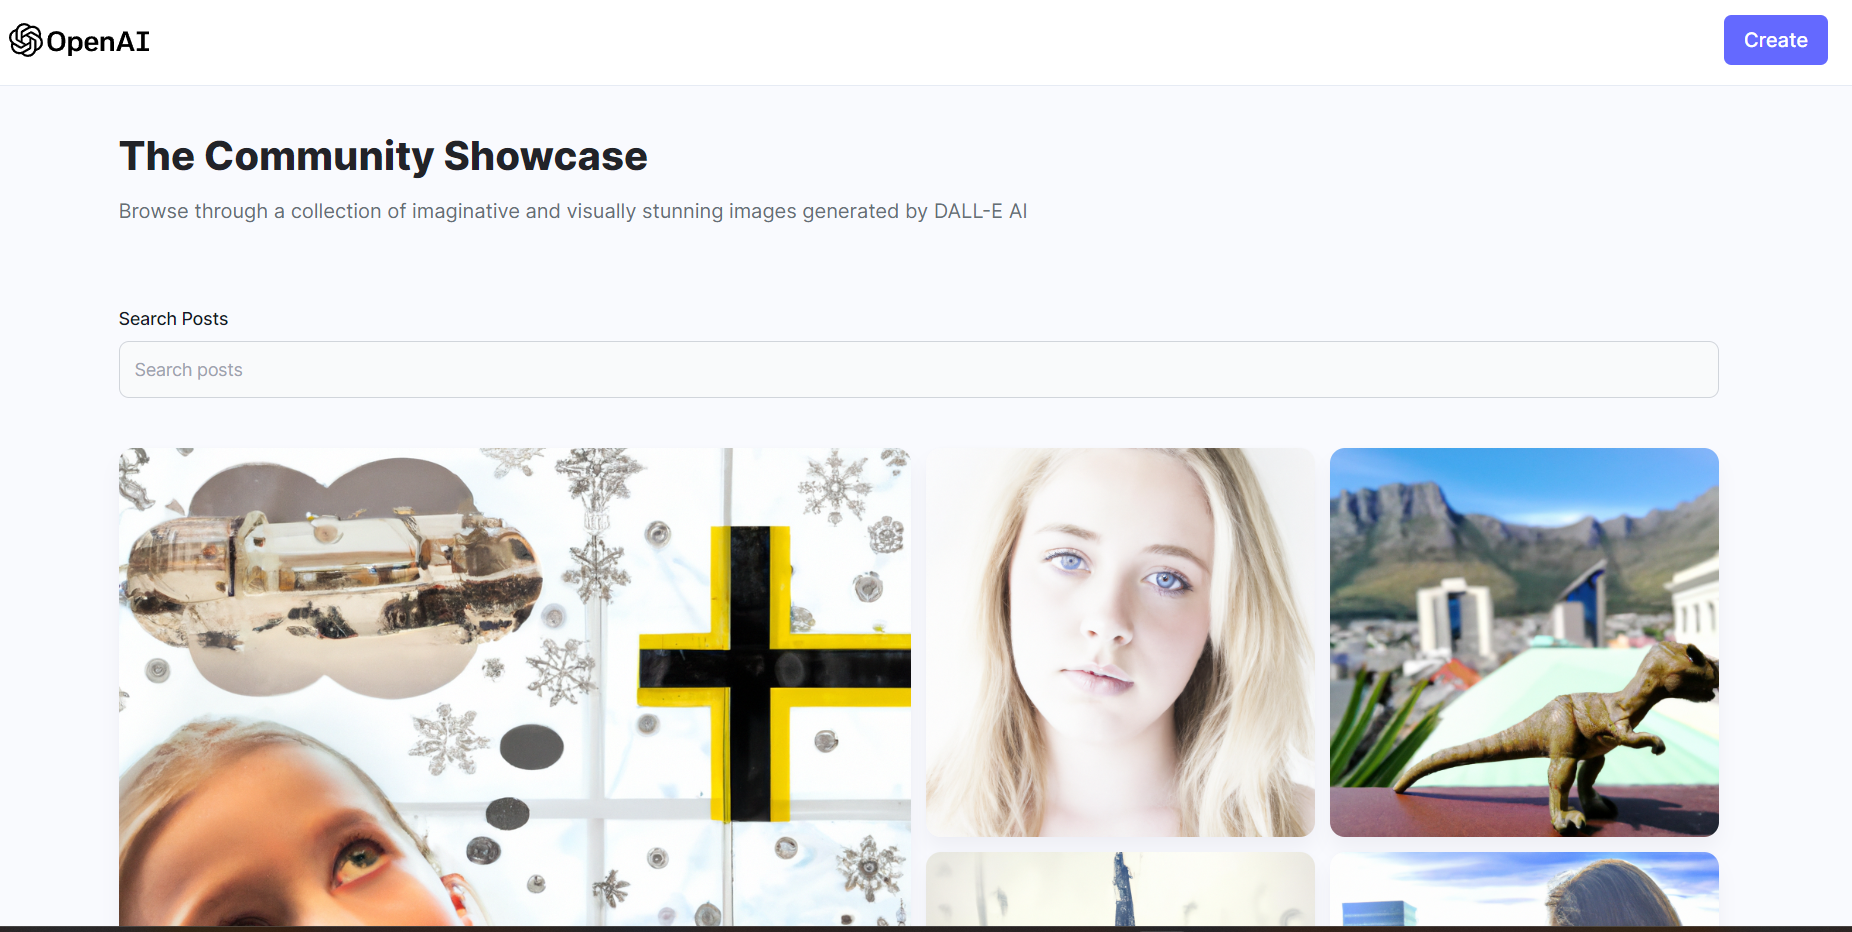 OpenAI
Create
The Community Showcase
Browse through a collection of imaginative and visually stunning images generated by DALL-E AI
Search Posts
Search posts